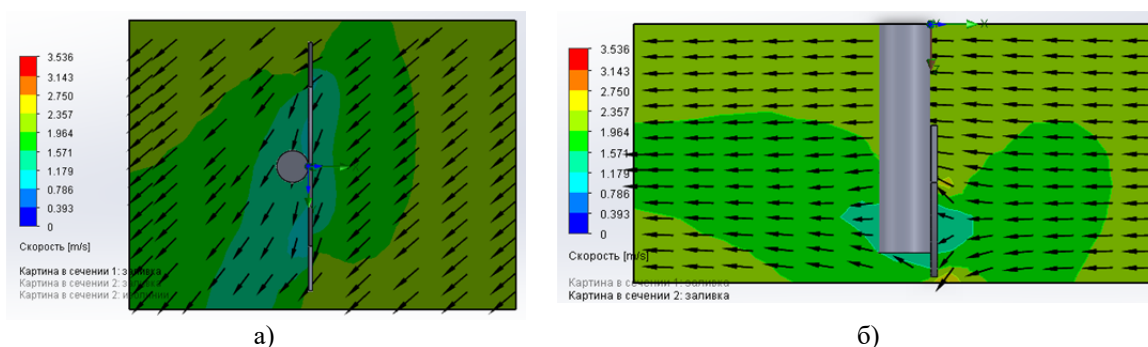 3.536
3.143
2.750
2.357
1.964
1.571
1.179
0.786
0.393
0
Скорость [m/s]
Картина в сечении 1: заливка
Картина в сечении 2: заливка
Картина в сечении 2:
а)
X
3.536
3.143
2.750
2.357
1.964
1.571
1.179
0.786
0.393
0
Скорость [m/s]
Картина в сечении 1: заливка
Картина в сечении 2: заливка
б)